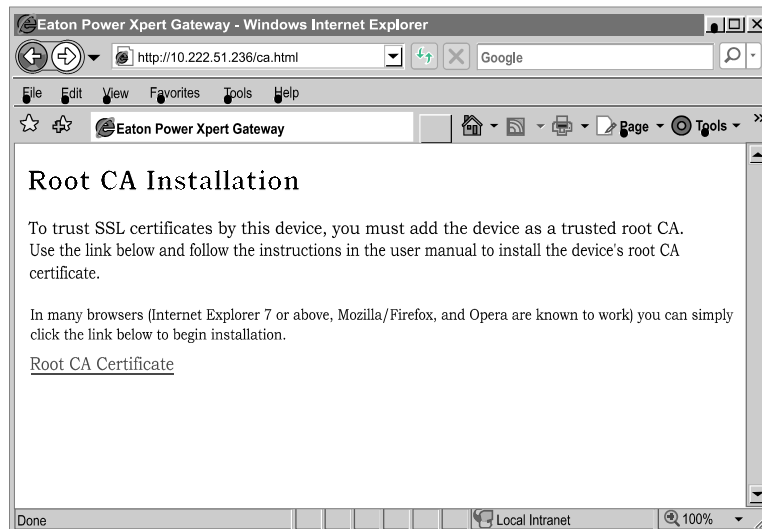 Eaton Power Xpert Gateway - Windows Internet Explorer
http://10.222.51.236/ca.html
Google
File Edit View Favorites Tools Help
Eaton Power Xpert Gateway
Page Tools »
Root CA Installation
To trust SSL certificates by this device, you must add the device as a trusted root CA.
Use the link below and follow the instructions in the user manual to install the device's root CA
certificate.
In many browsers (Internet Explorer 7 or above, Mozilla/Firefox, and Opera are known to work) you can simply
click the link below to begin installation.
Root CA Certificate
Done Local Intranet 100%